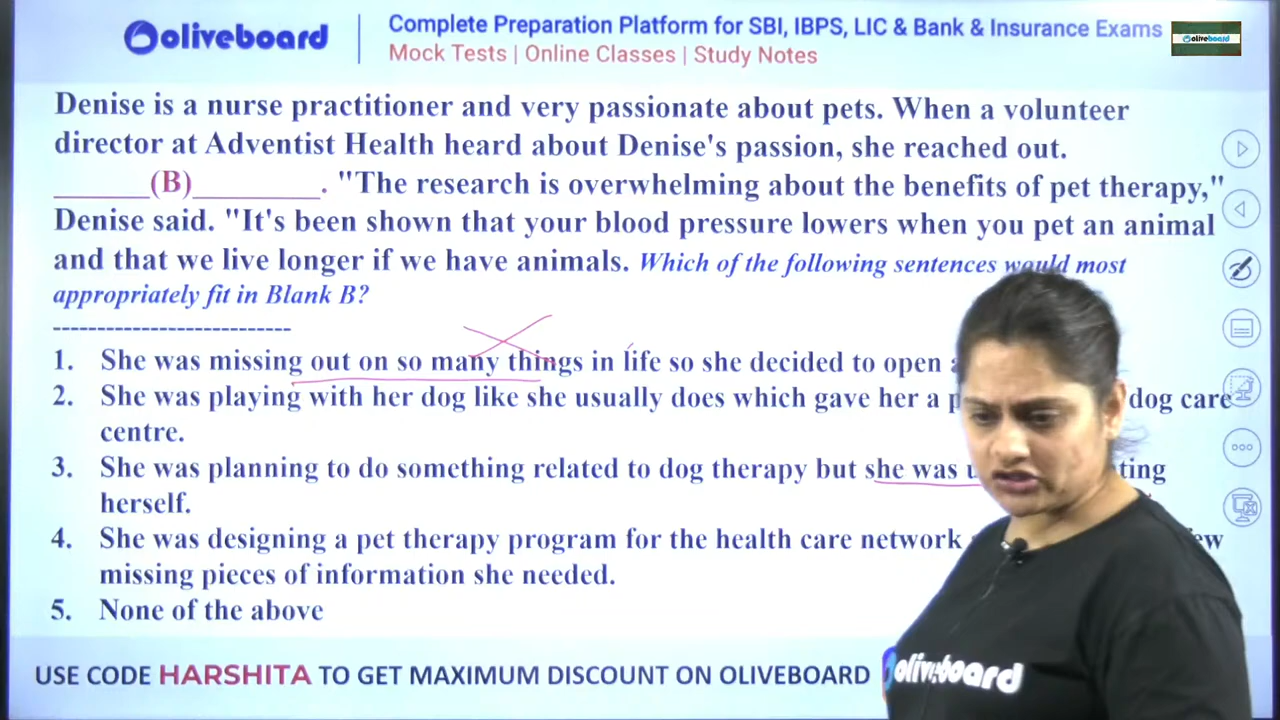 oliveboard
Complete Preparation Platform for SBI, IBPS, LIC & Bank & Insurance Exams
Mock Tests | Online Classes | Study Notes
oliveboard
Denise is a nurse practitioner and very passionate about pets. When a volunteer
director at Adventist Health heard about Denise's passion, she reached out.
______(B)________. "The research is overwhelming about the benefits of pet therapy,"
Denise said. "It's been shown that your blood pressure lowers when you pet an animal
and that we live longer if we have animals. Which of the following sentences would most
appropriately fit in Blank B?
--------------------------
1. She was missing out on so many things in life so she decided to open
2. She was playing with her dog like she usually does which gave her a dog care
centre.
3. She was planning to do something related to dog therapy but she was
herself.
4. She was designing a pet therapy program for the health care network
missing pieces of information she needed.
5. None of the above
USE CODE HARSHITA TO GET MAXIMUM DISCOUNT ON OLIVEBOARD
oliveboard